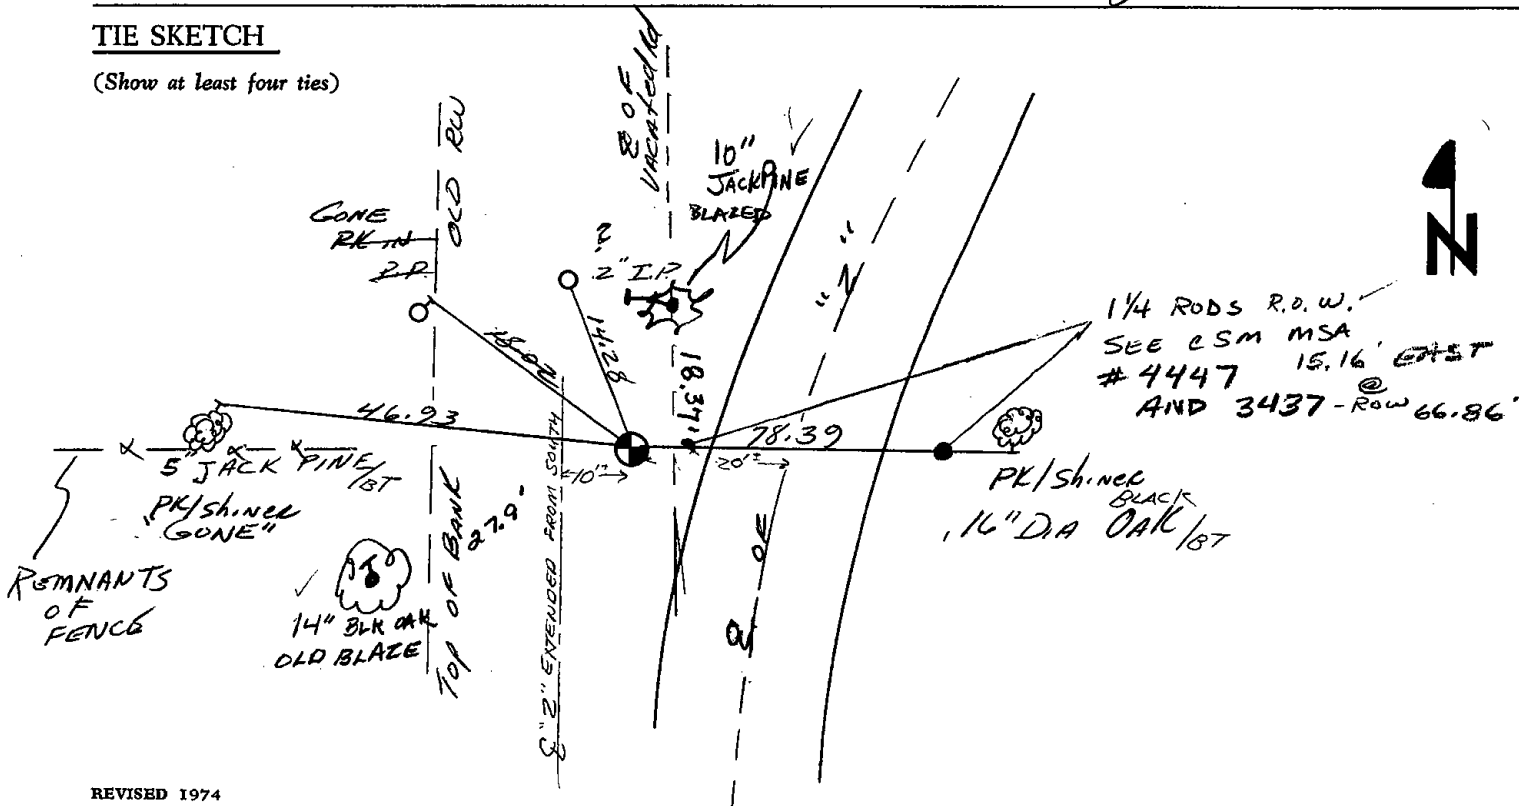 TIE SKETCH
(Show at least four ties)
OLD RW
℄ OF
VACATED Rd
10"
JACKPINE
BLAZED
GONE
PK IN
P.P.
2" I.P.
"Z"
N
14.28
18.37'
1 1/4 RODS R.O.W.
SEE CSM MSA
# 4447 15.16' EAST
@
AND 3437 - ROW 66.86'
46.93
78.39
10'±
20'±
5" JACK PINE/BT
"PK/Shiner
GONE"
PK/Shiner
BLACK
16" DIA OAK/BT
REMNANTS
OF
FENCE
14" BLK OAK
OLD BLAZE
TOP OF BANK
27.9'
℄ "Z" EXTENDED FROM SOUTH
℄ OF
REVISED 1974